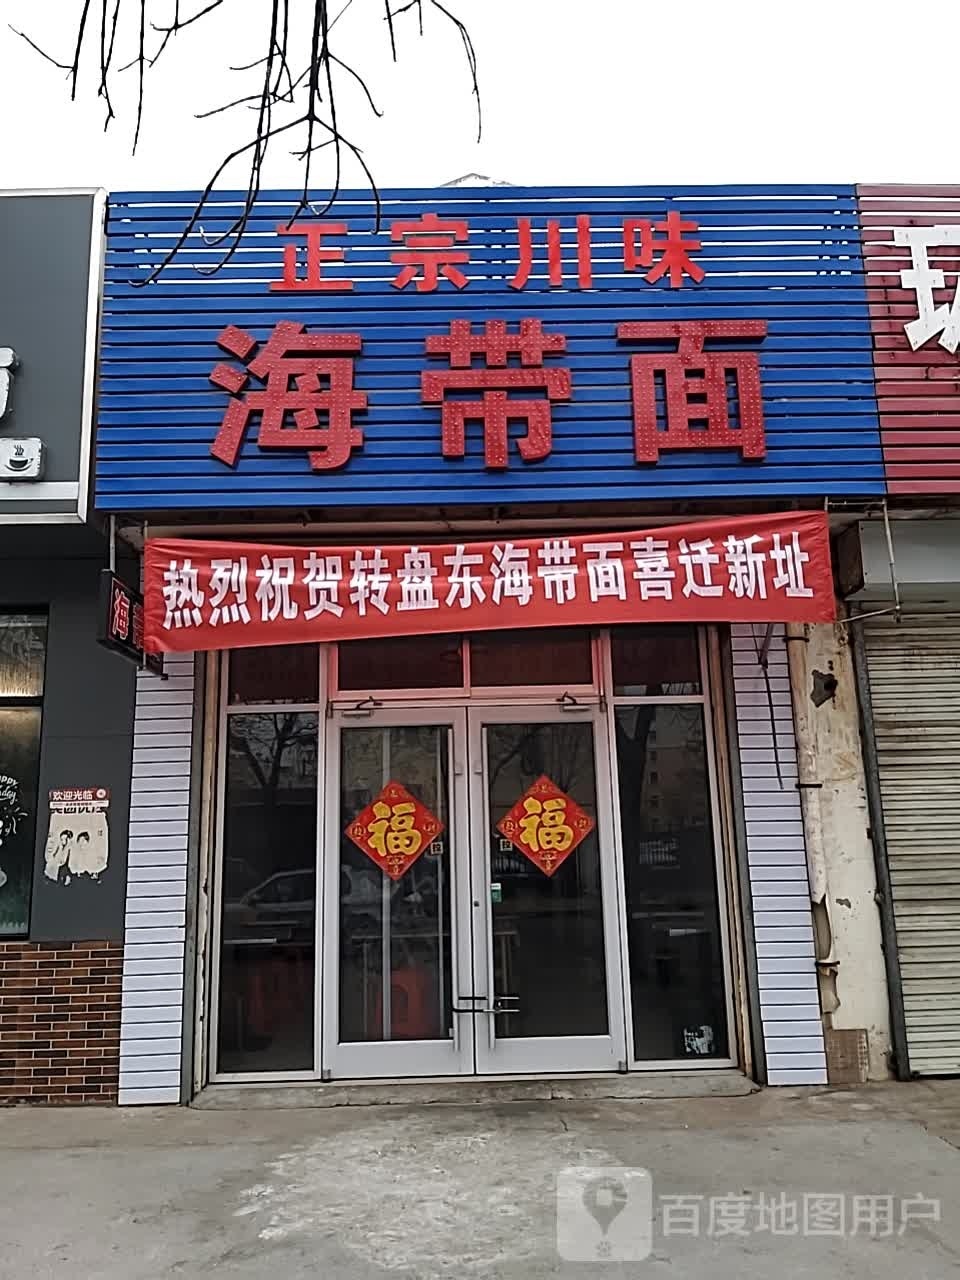 正宗川味
海带面
热烈祝贺转盘东海带面喜迁新址
海
欢迎光临
福
福
百度地图用户